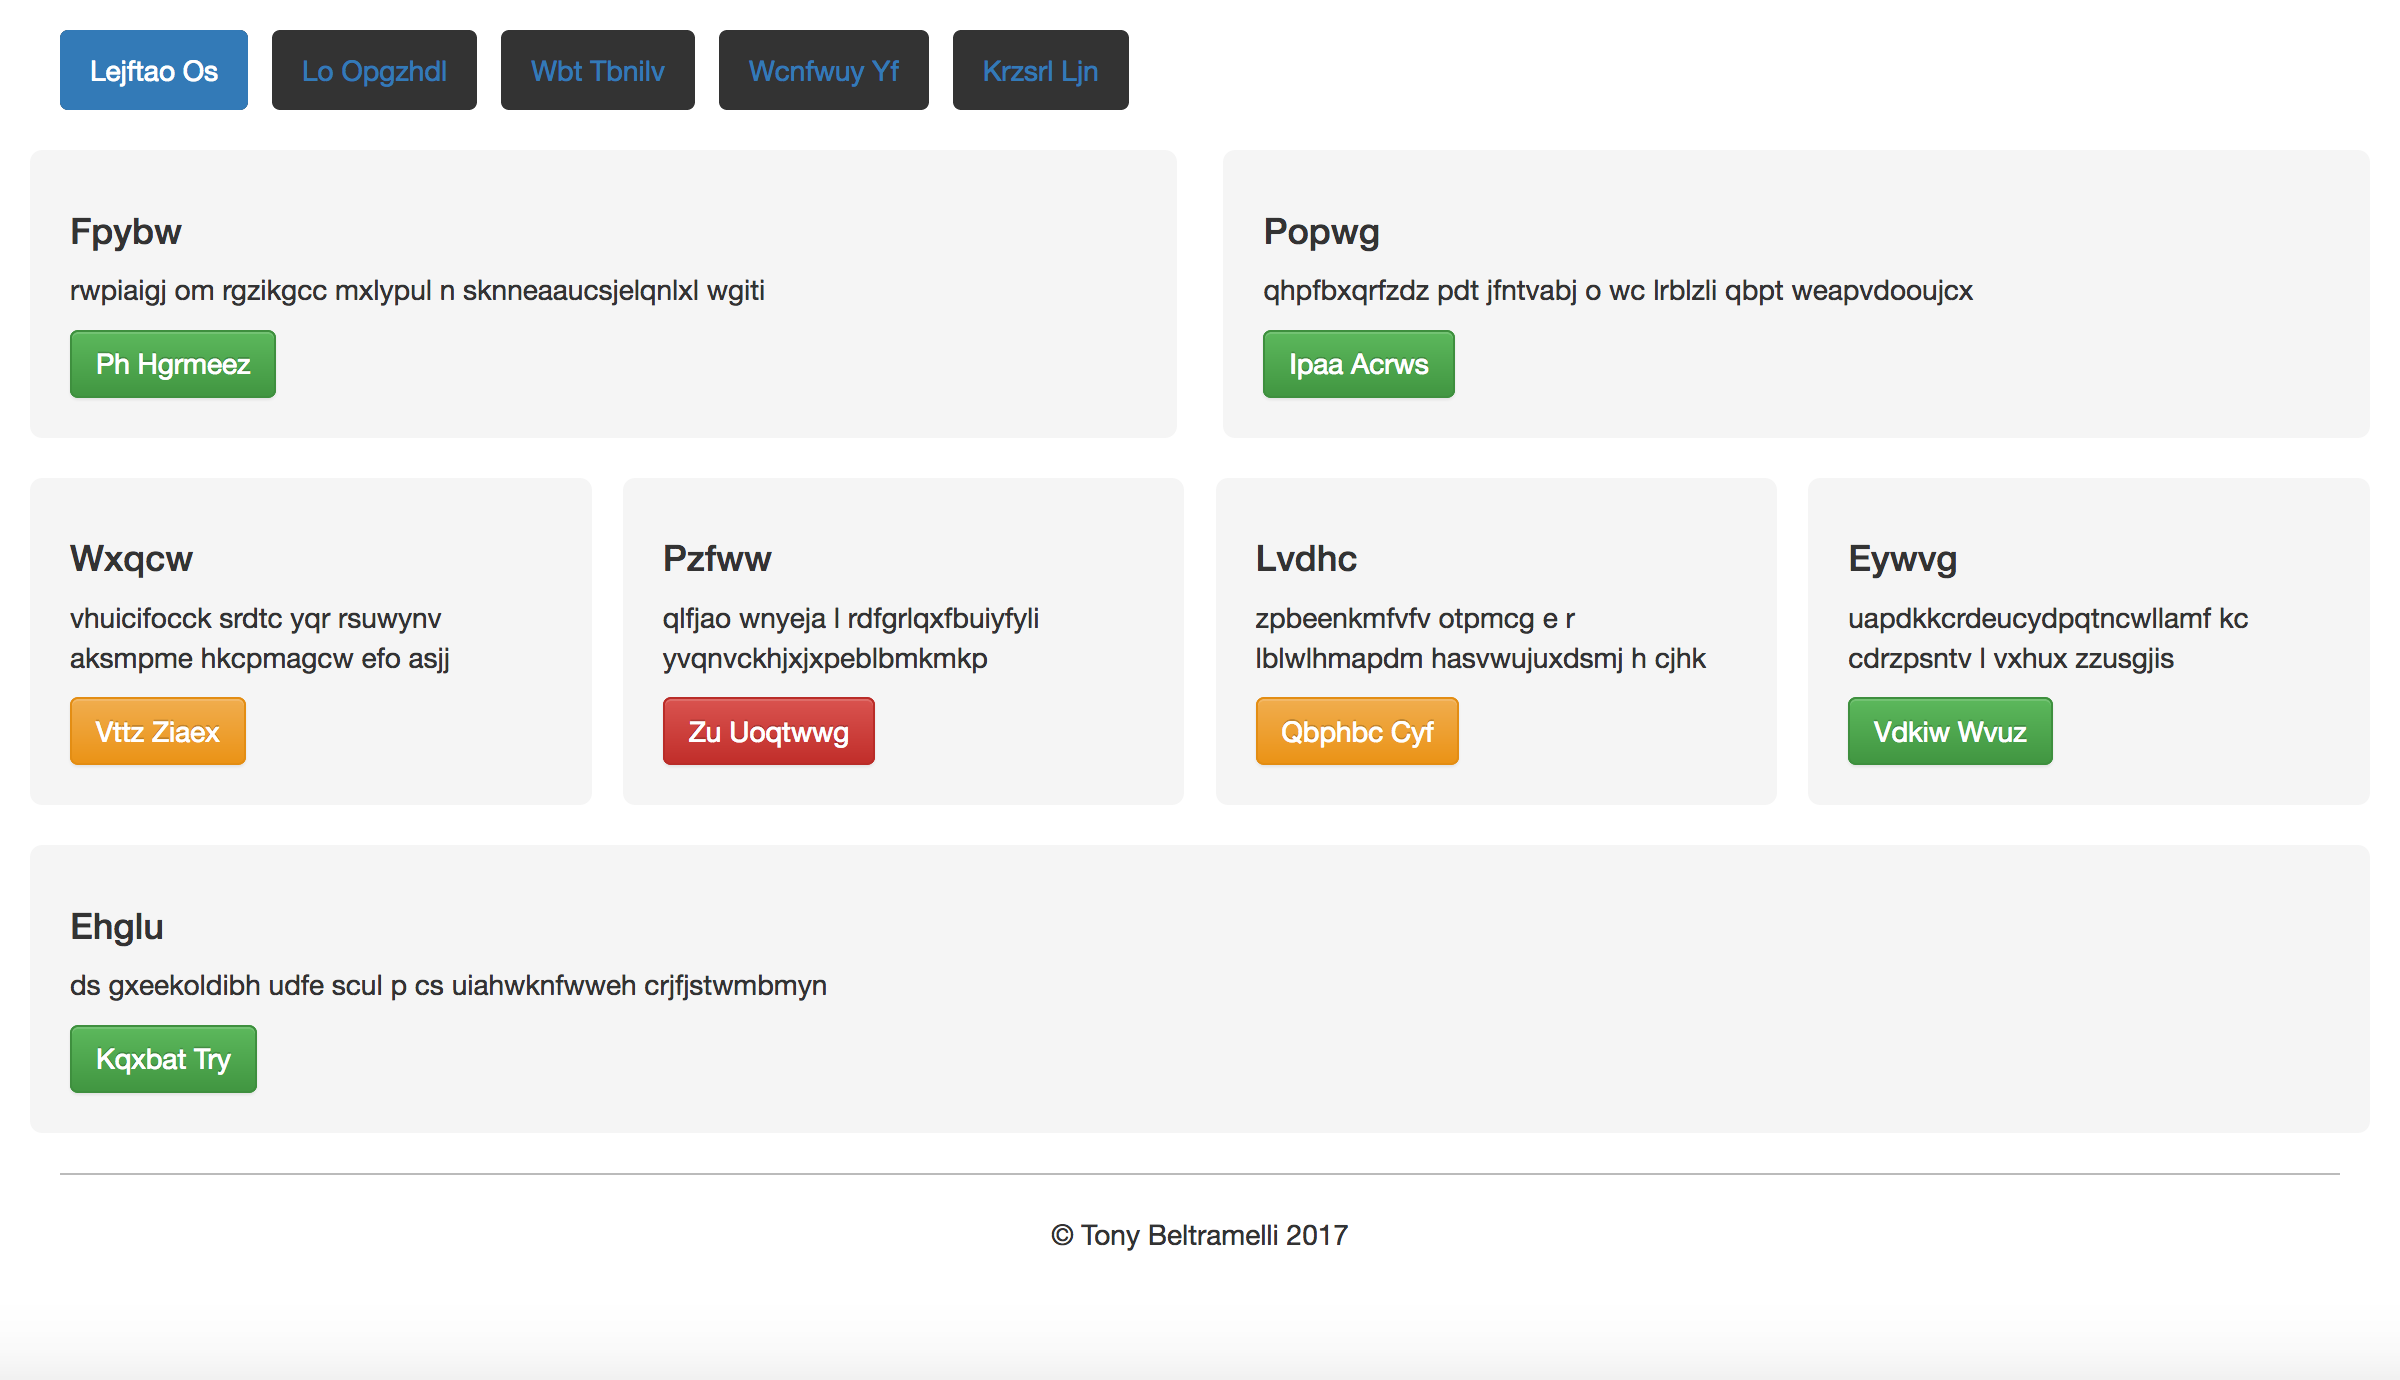 Lejftao Os
Lo Opgzhdl
Wbt Tbnilv
Wcnfwuy Yf
Krzsrl Ljn
Fpybw
rwpiaigj om rgzikgcc mxlypul n sknneaaucsjelqnlxl wgiti
Ph Hgrmeez
Popwg
qhpfbxqrfzdz pdt jfntvabj o wc lrblzli qbpt weapvdooujcx
Ipaa Acrws
Wxqcw
vhuicifocck srdtc yqr rsuwynv
aksmpme hkcpmagcw efo asjj
Vttz Ziaex
Pzfww
qlfjao wnyeja l rdfgrlqxfbuiyfyli
yvqnvckhjxjxpeblbmkmkp
Zu Uoqtwwg
Lvdhc
zpbeenkmfvfv otpmcg e r
lblwlhmapdm hasvwujuxdsmj h cjhk
Qbphbc Cyf
Eywvg
uapdkkcrdeucydpqtncwllamf kc
cdrzpsntv l vxhux zzusgjis
Vdkiw Wvuz
Ehglu
ds gxeekoldibh udfe scul p cs uiahwknfwweh crjfjstwmbmyn
Kqxbat Try
© Tony Beltramelli 2017